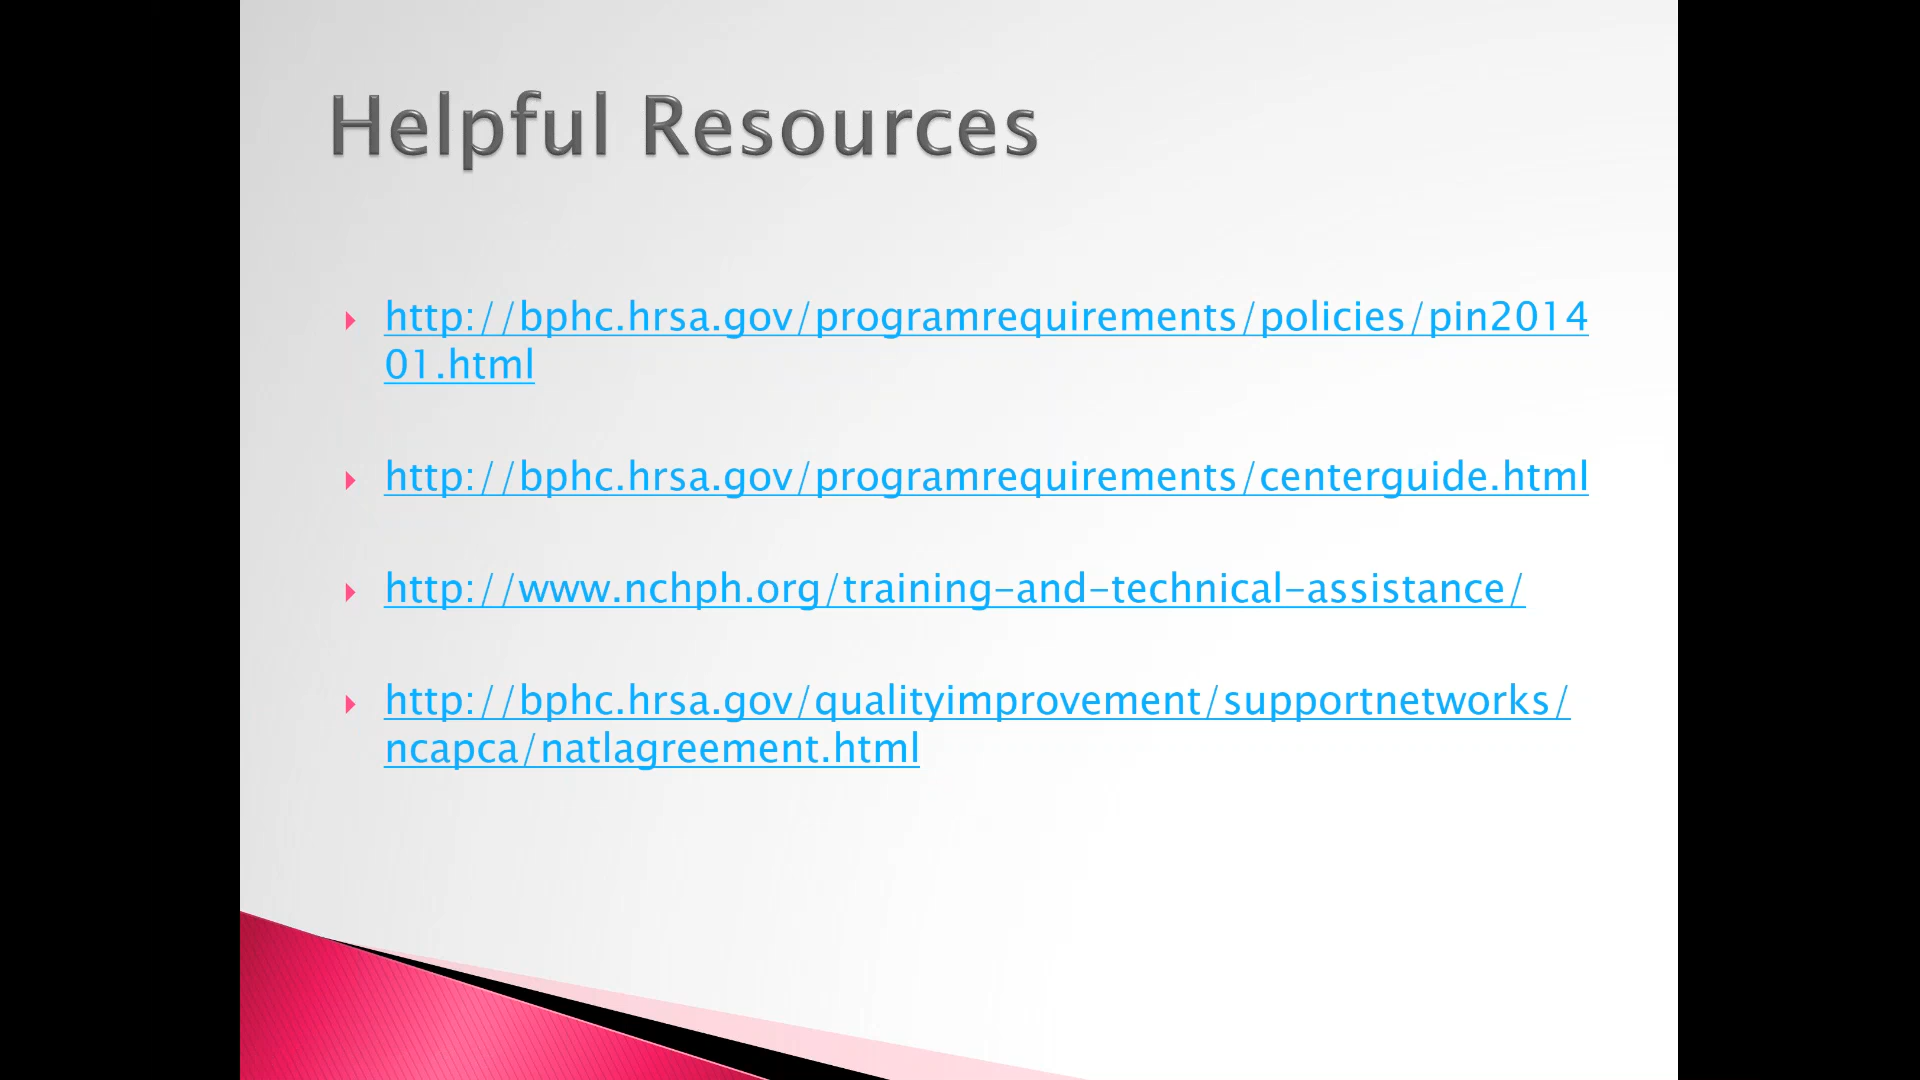 Helpful Resources
http://bphc.hrsa.gov/programrequirements/policies/pin2014
01.html
http://bphc.hrsa.gov/programrequirements/centerguide.html
http://www.nchph.org/training-and-technical-assistance/
http://bphc.hrsa.gov/qualityimprovement/supportnetworks/
ncapca/natlagreement.html